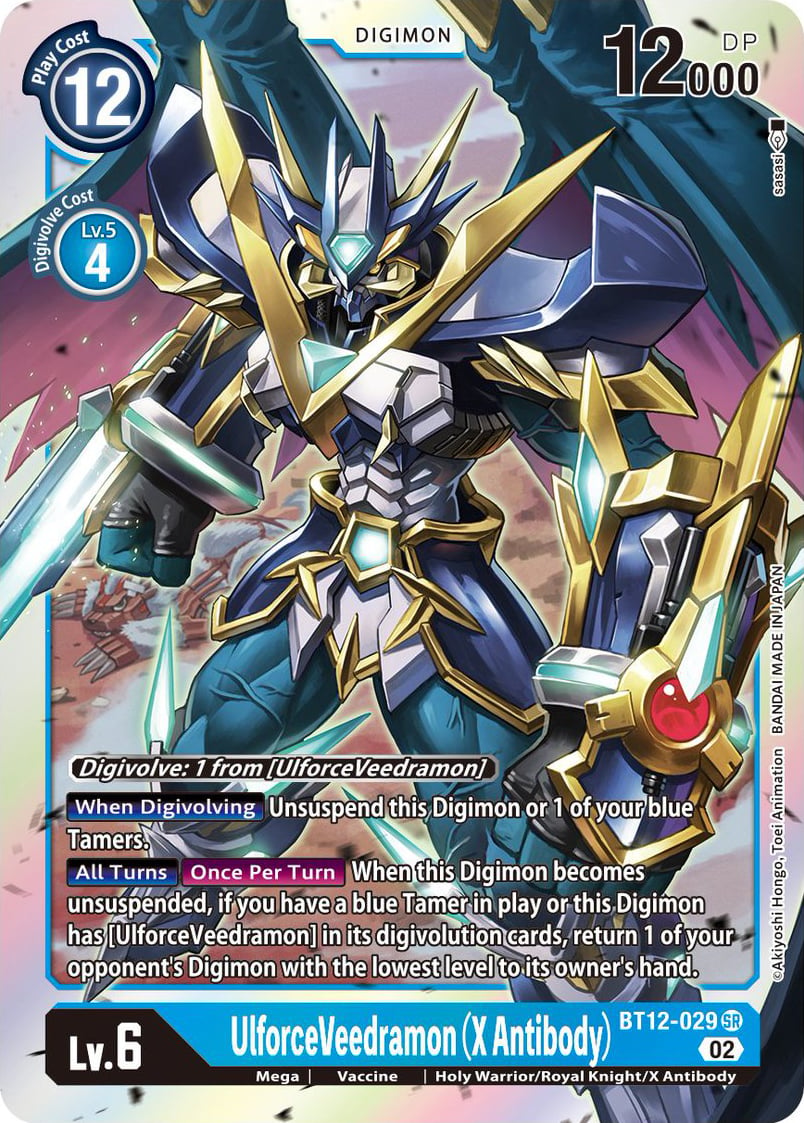 DIGIMON
Play Cost
12
12000
DP
Digivolve Cost
Lv.5
4
sasasi
Digivolve: 1 from [UlforceVeedramon]
When Digivolving Unsuspend this Digimon or 1 of your blue
Tamers.
All Turns Once Per Turn When this Digimon becomes
unsuspended, if you have a blue Tamer in play or this Digimon
has [UlforceVeedramon] in its digivolution cards, return 1 of your
opponent's Digimon with the lowest level to its owner's hand.
©Akiyoshi Hongo, Toei Animation BANDAI MADE IN JAPAN
Lv.6
UlforceVeedramon (X Antibody)
BT12-029 SR
02
Mega | Vaccine | Holy Warrior/Royal Knight/X Antibody